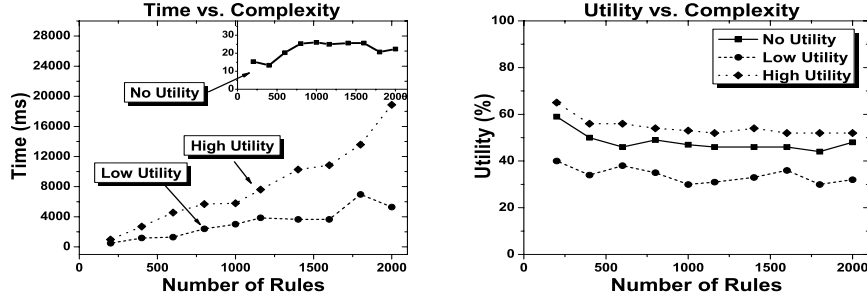 Time vs. Complexity
28000
24000
20000
16000
12000
8000
4000
0
Time (ms)
30
20
10
0
0 500 1000 1500 2000
No Utility
High Utility
Low Utility
0 500 1000 1500 2000
Number of Rules
Utility vs. Complexity
100
80
60
40
20
0
Utility (%)
No Utility
Low Utility
High Utility
0 500 1000 1500 2000
Number of Rules